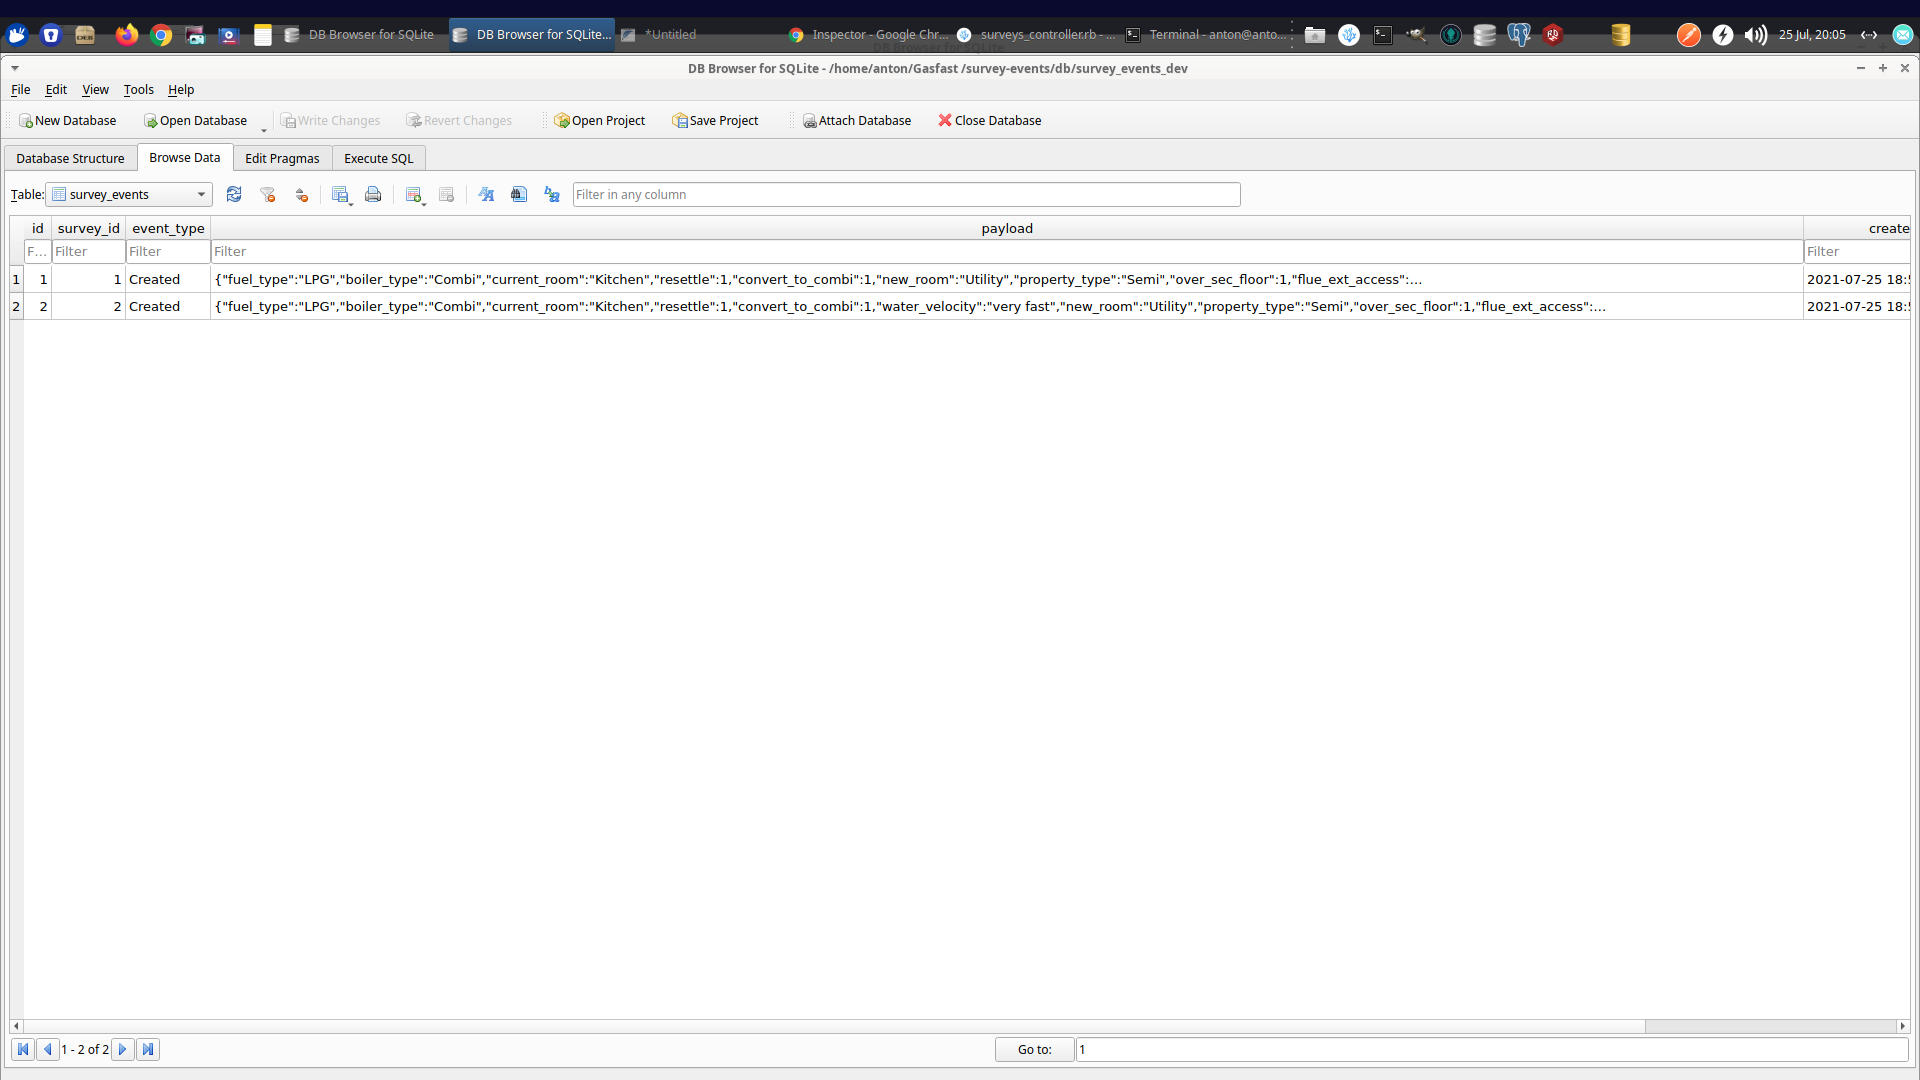 DB Browser for SQLite
DB Browser for SQLite...
*Untitled
Inspector - Google Chr...
surveys_controller.rb - ...
Terminal - anton@anto...
25 Jul, 20:05
DB Browser for SQLite - /home/anton/Gasfast /survey-events/db/survey_events_dev
File Edit View Tools Help
New Database Open Database Write Changes Revert Changes Open Project Save Project Attach Database Close Database
Database Structure Browse Data Edit Pragmas Execute SQL
Table: survey_events Filter in any column
id survey_id event_type payload create
F... Filter Filter Filter Filter
1 1 1 Created {"fuel_type":"LPG","boiler_type":"Combi","current_room":"Kitchen","resettle":1,"convert_to_combi":1,"new_room":"Utility","property_type":"Semi","over_sec_floor":1,"flue_ext_access":... 2021-07-25 18:
2 2 2 Created {"fuel_type":"LPG","boiler_type":"Combi","current_room":"Kitchen","resettle":1,"convert_to_combi":1,"water_velocity":"very fast","new_room":"Utility","property_type":"Semi","over_sec_floor":1,"flue_ext_access":... 2021-07-25 18:
1 - 2 of 2 Go to: 1